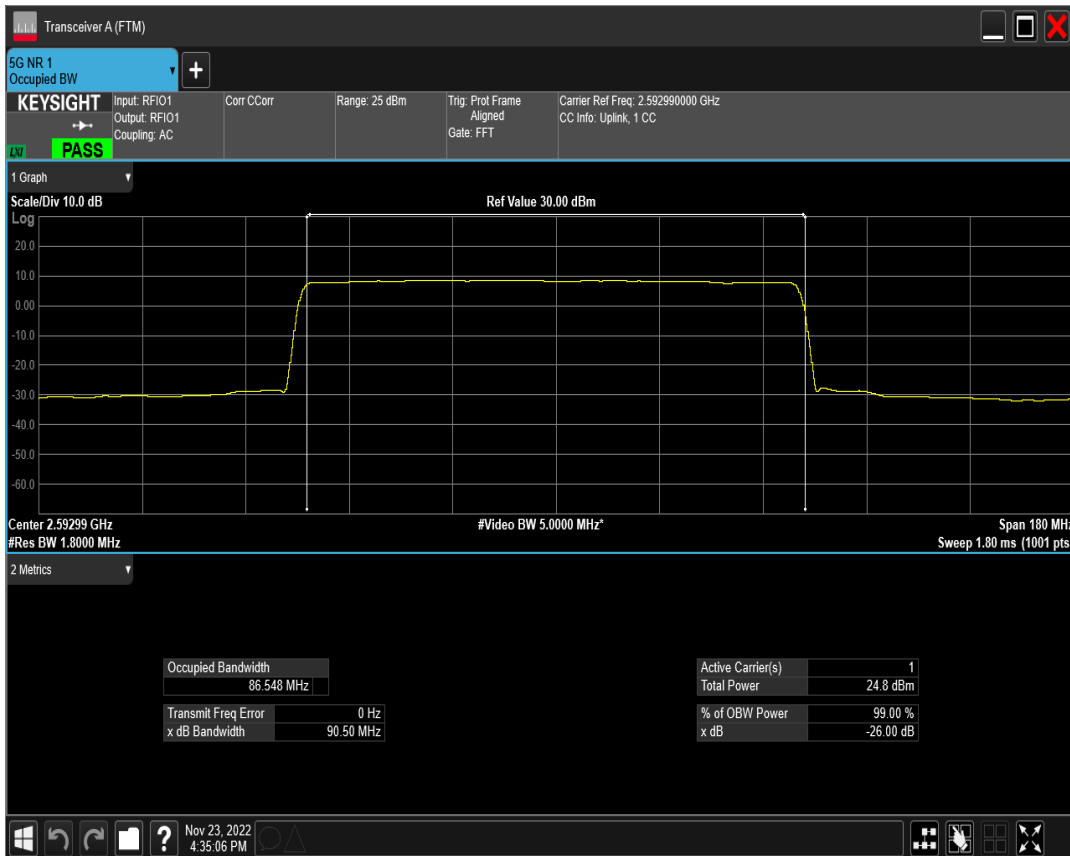 Transceiver A (FTM)
5G NR 1
Occupied BW
+
KEYSIGHT
LXI
PASS
Input: RFIO1
Output: RFIO1
Coupling: AC
Corr CCorr
Range: 25 dBm
Trig: Prot Frame
Aligned
Gate: FFT
Carrier Ref Freq: 2.592990000 GHz
CC Info: Uplink, 1 CC
1 Graph
Scale/Div 10.0 dB
Ref Value 30.00 dBm
Log
20.0
10.0
0.00
-10.0
-20.0
-30.0
-40.0
-50.0
-60.0
Center 2.59299 GHz
#Video BW 5.0000 MHz*
Span 180 MHz
#Res BW 1.8000 MHz
Sweep 1.80 ms (1001 pts
2 Metrics
Occupied Bandwidth
86.548 MHz
Transmit Freq Error 0 Hz
x dB Bandwidth 90.50 MHz
Active Carrier(s) 1
Total Power 24.8 dBm
% of OBW Power 99.00 %
x dB -26.00 dB
?
Nov 23, 2022
4:35:06 PM